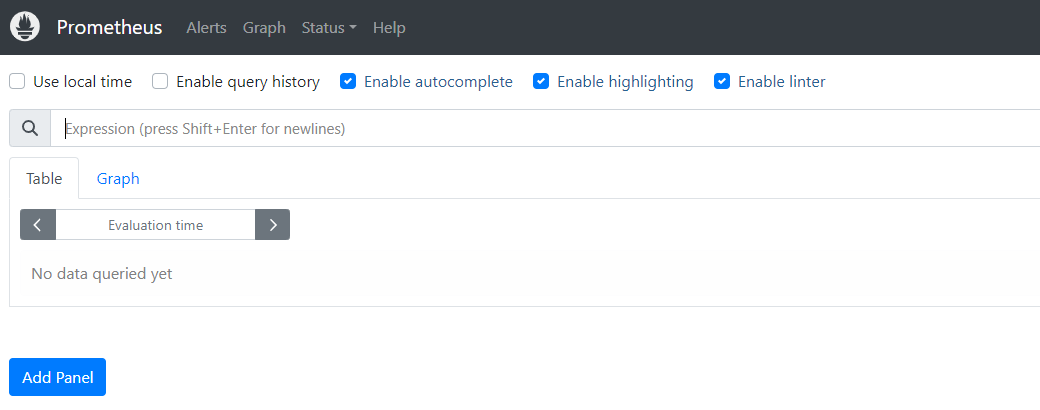 Prometheus Alerts Graph Status Help
Use local time Enable query history Enable autocomplete Enable highlighting Enable linter
Expression (press Shift+Enter for newlines)
Table Graph
Evaluation time
No data queried yet
Add Panel